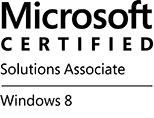 Microsoft
CERTIFIED
Solutions Associate
Windows 8